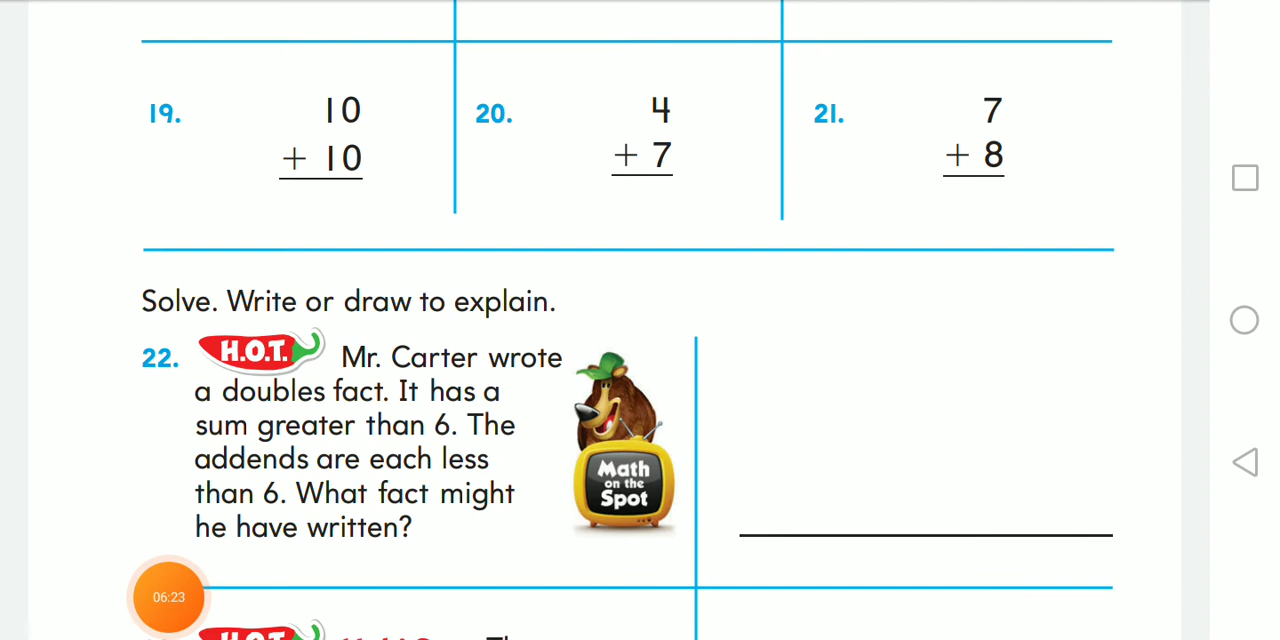 19.
10
+ 10
20.
4
+ 7
21.
7
+ 8
Solve. Write or draw to explain.
22. H.O.T. Mr. Carter wrote
a doubles fact. It has a
sum greater than 6. The
addends are each less
than 6. What fact might
he have written?
Math
on the
Spot
06:23
H.O.T.